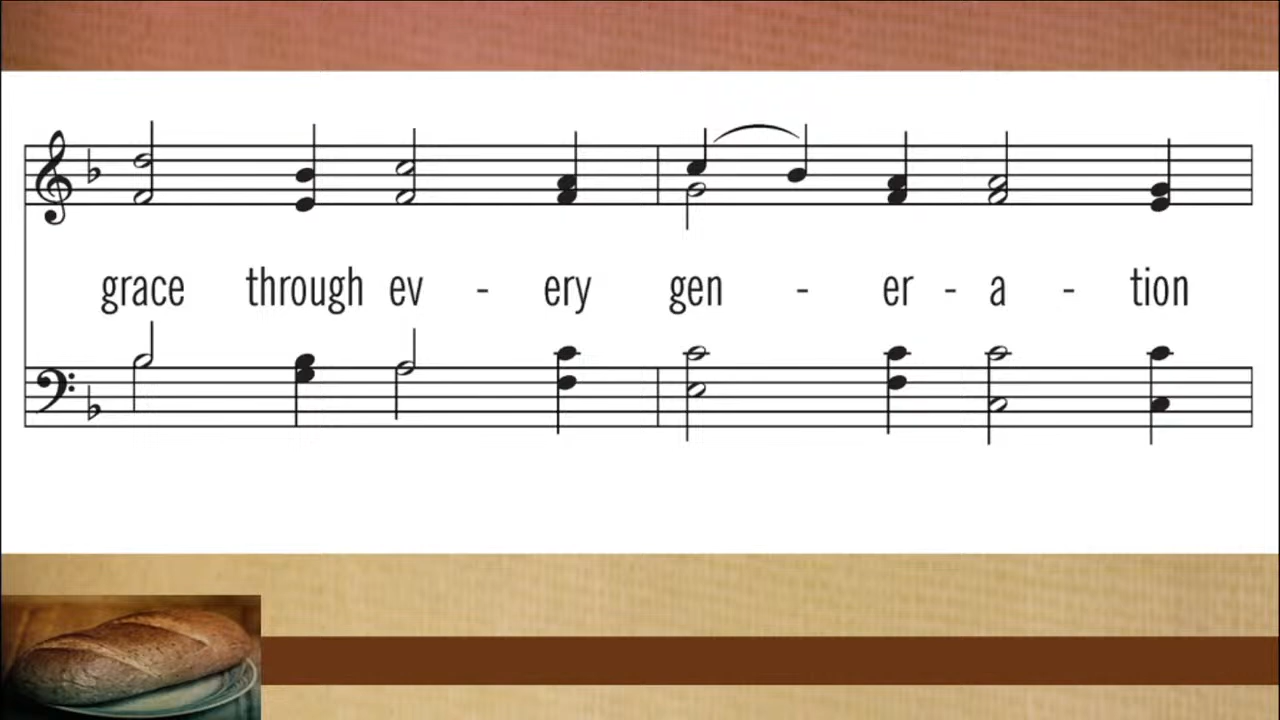 grace through ev - ery gen - er - a - tion